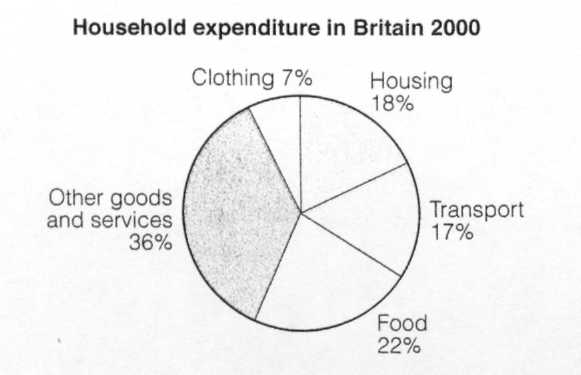 Household expenditure in Britain 2000
Clothing 7%
Housing
18%
Transport
17%
Food
22%
Other goods
and services
36%